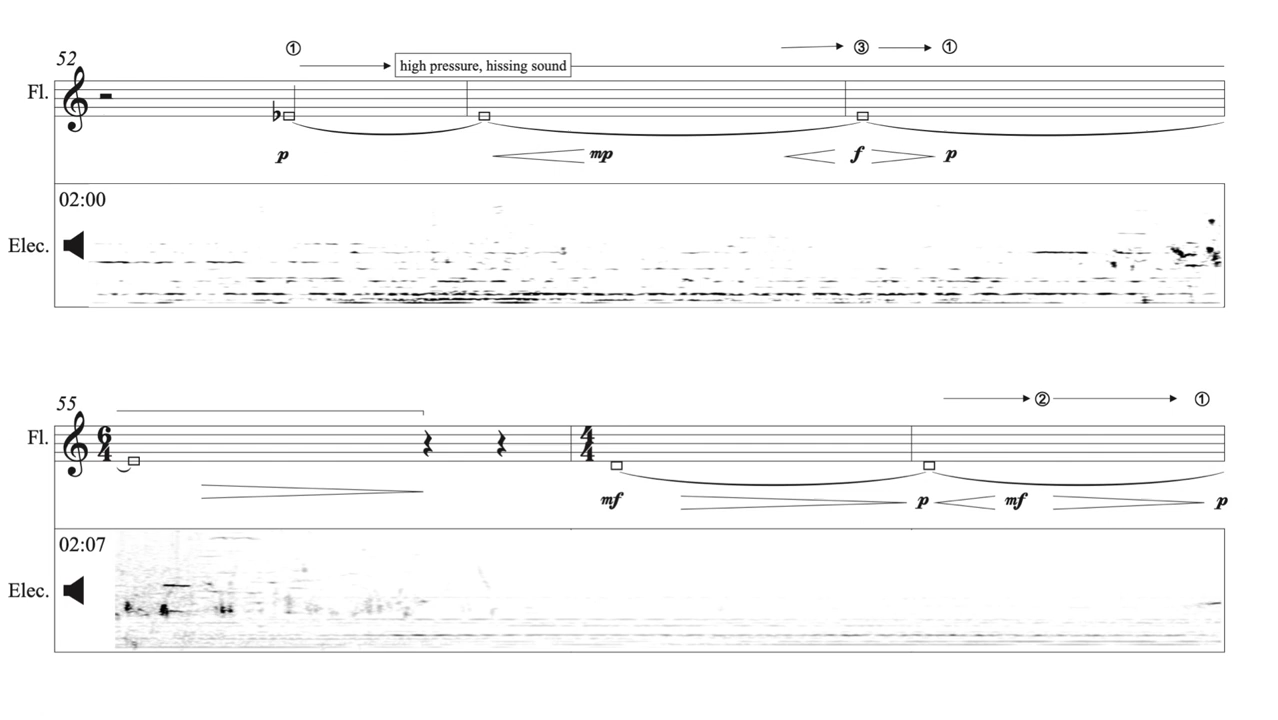 52
① ③ ①
high pressure, hissing sound
Fl.
p mp f p
02:00
Elec.
55
② ①
Fl. 6 4 4 4
mf p mf p
02:07
Elec.